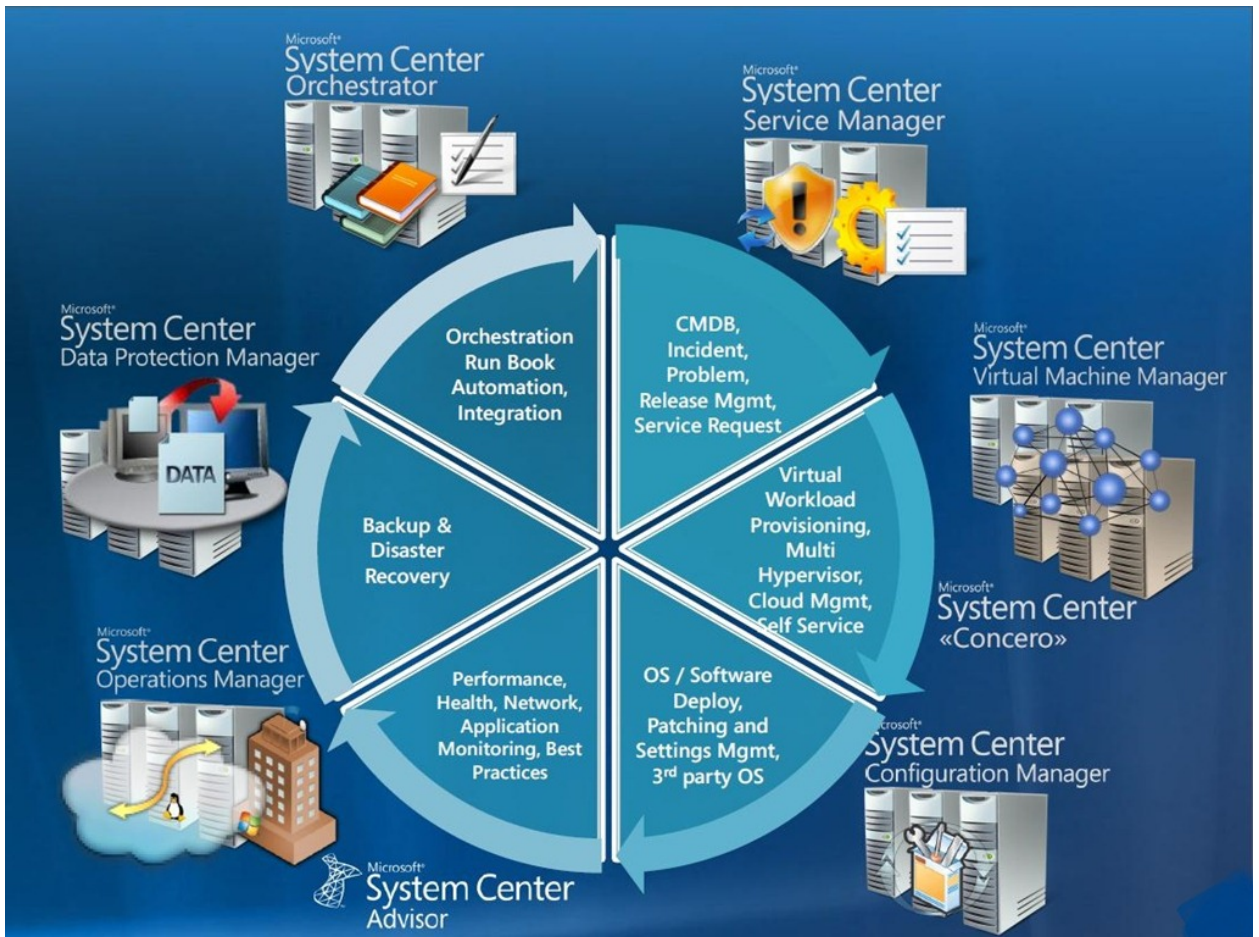 Microsoft®
System Center
Orchestrator
Microsoft®
System Center
Service Manager
Microsoft®
System Center
Data Protection Manager
DATA
Microsoft®
System Center
Virtual Machine Manager
Orchestration
Run Book
Automation,
Integration
CMDB,
Incident,
Problem,
Release Mgmt,
Service Request
Backup &
Disaster
Recovery
Virtual
Workload
Provisioning,
Multi
Hypervisor,
Cloud Mgmt,
Self Service
Microsoft®
System Center
«Concero»
Microsoft®
System Center
Operations Manager
Performance,
Health, Network,
Application
Monitoring, Best
Practices
OS / Software
Deploy,
Patching and
Settings Mgmt,
3rd party OS
crosoft®
System Center
Configuration Manager
Microsoft®
System Center
Advisor